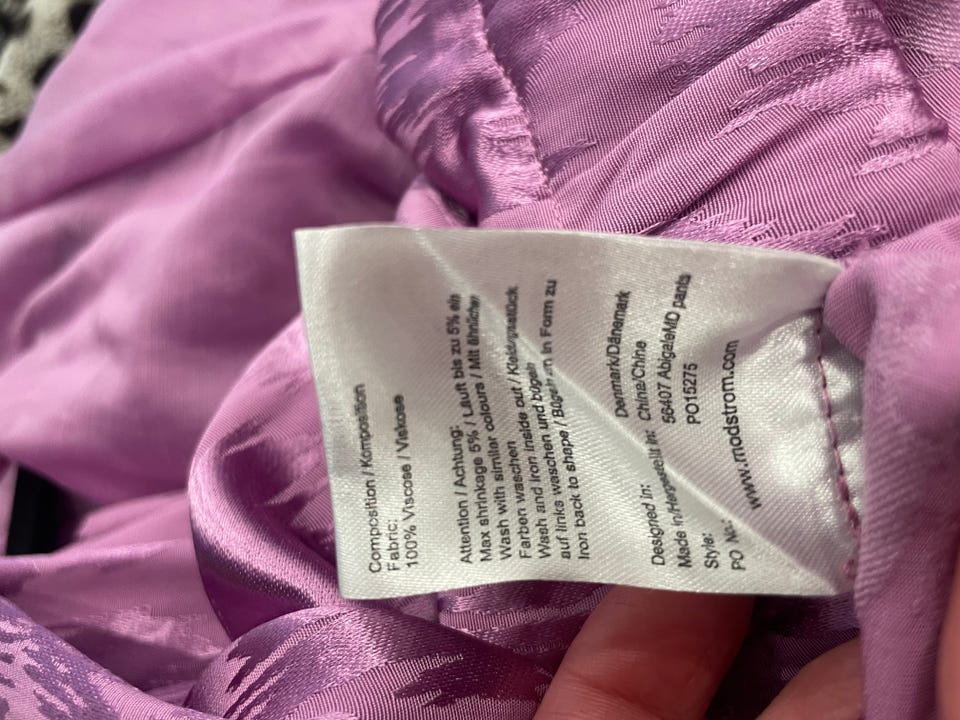 Composition / Komposition
Fabric:
100% Viscose / Viskose
Attention / Achtung:
Max shrinkage 5% / Lauft bis zu 5% ein
Wash with similar colours / Mit ähnlicher
Farben waschen
Wash and iron inside out / Kleidungsstück
auf links waschen und bügeln
Iron back to shape / Bügeln in Form zu
Designed in: Denmark/Dänemark
Made in/Hergestellt in: China/Chine
Style: 56407 AbigaleMD pants
PO No.: PO15275
www.modstrom.com